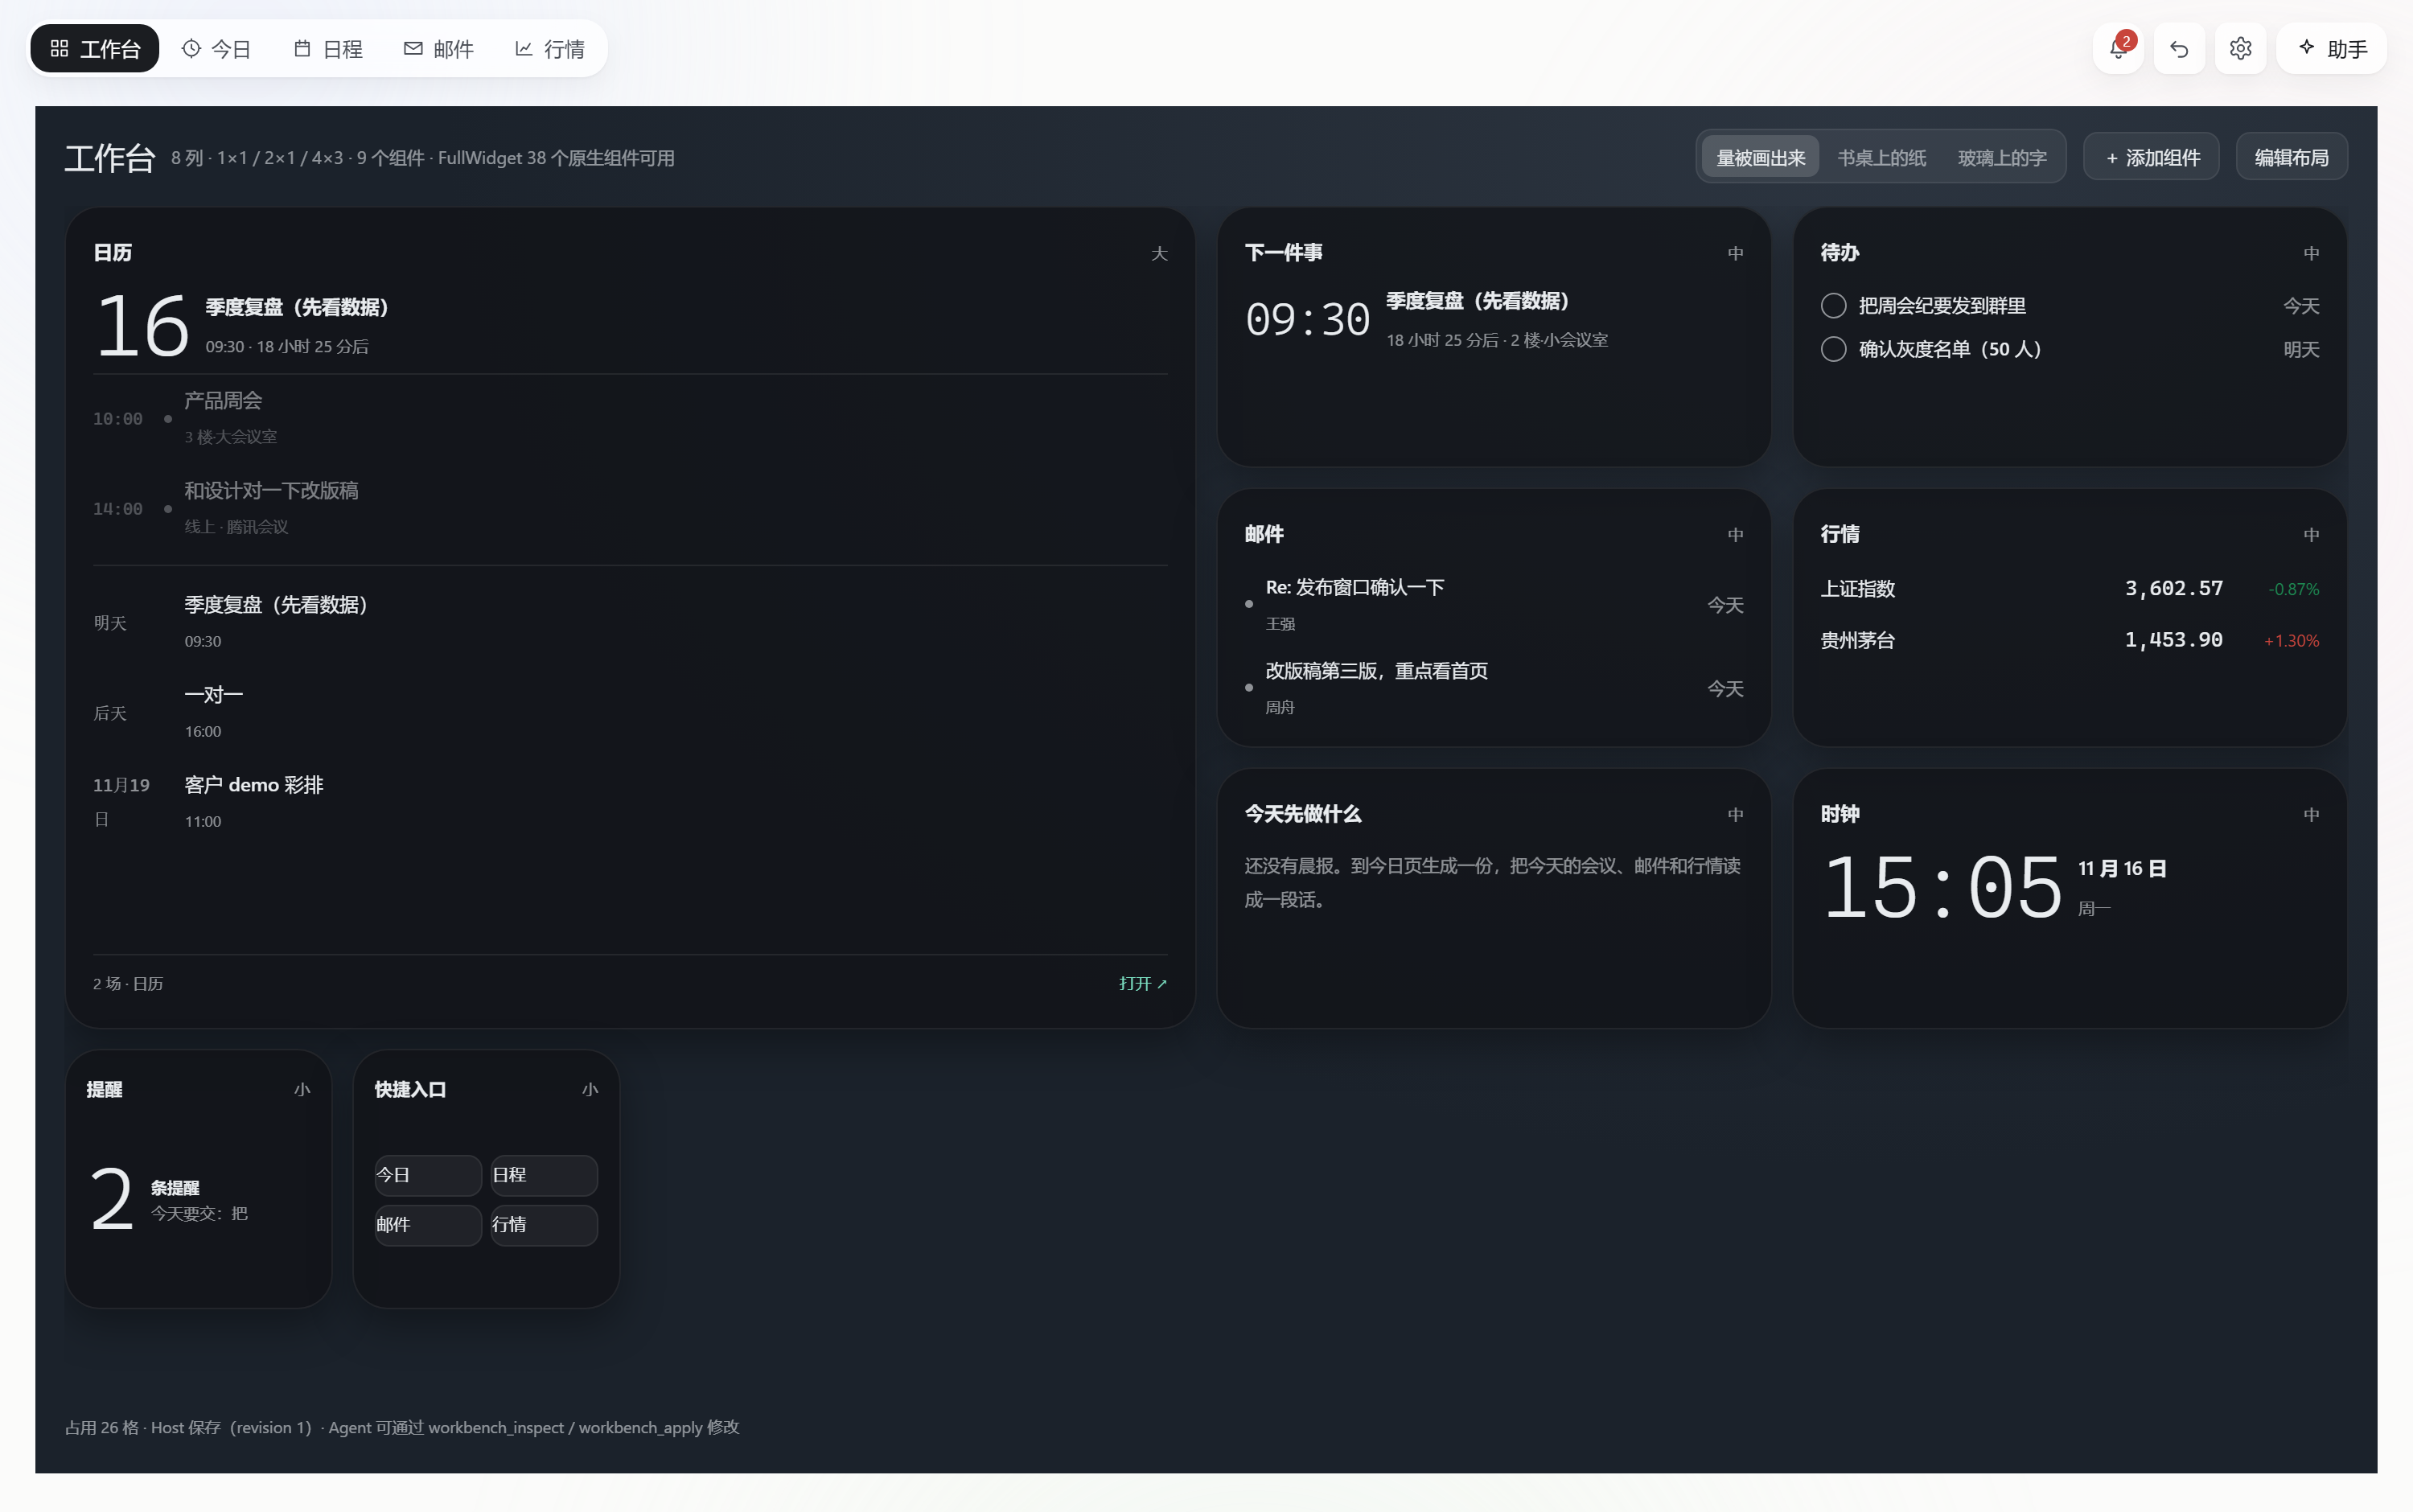 工作台
今日
日程
邮件
行情
2
助手
工作台
8 列 · 1×1 / 2×1 / 4×3 · 9 个组件 · FullWidget 38 个原生组件可用
量被画出来
书桌上的纸
玻璃上的字
+ 添加组件
编辑布局
日历
大
16
季度复盘（先看数据）
09:30 · 18 小时 25 分后
10:00
产品周会
3 楼·大会议室
14:00
和设计对一下改版稿
线上 · 腾讯会议
明天
季度复盘（先看数据）
09:30
后天
一对一
16:00
11月19
日
客户 demo 彩排
11:00
2 场 · 日历
打开 ↗
下一件事
中
09:30
季度复盘（先看数据）
18 小时 25 分后 · 2 楼·小会议室
待办
中
把周会纪要发到群里
今天
确认灰度名单（50 人）
明天
邮件
中
Re: 发布窗口确认一下
王强
今天
改版稿第三版，重点看首页
周舟
今天
行情
中
上证指数 3,602.57 -0.87%
贵州茅台 1,453.90 +1.30%
今天先做什么
中
还没有晨报。到今日页生成一份，把今天的会议、邮件和行情读
成一段话。
时钟
中
15:05
11 月 16 日
周一
提醒
小
2
条提醒
今天要交：把
快捷入口
小
今日
日程
邮件
行情
占用 26 格 · Host 保存（revision 1）· Agent 可通过 workbench_inspect / workbench_apply 修改